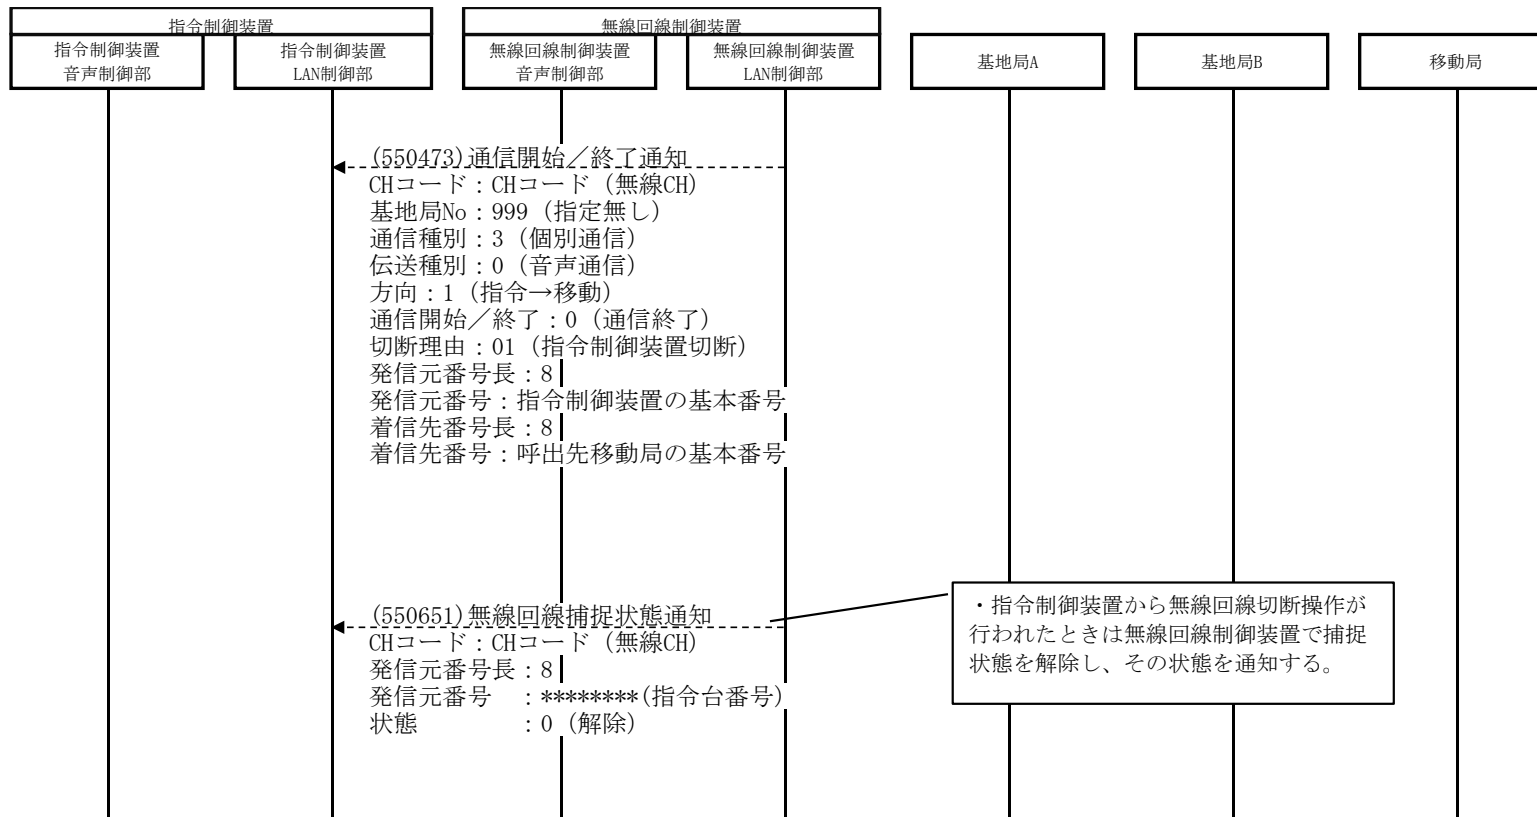 指令制御装置
無線回線制御装置
指令制御装置
音声制御部
指令制御装置
LAN制御部
無線回線制御装置
音声制御部
無線回線制御装置
LAN制御部
基地局A
基地局B
移動局
(550473)通信開始／終了通知
CHコード：CHコード（無線CH）
基地局No：999（指定無し）
通信種別：3（個別通信）
伝送種別：0（音声通信）
方向：1（指令→移動）
通信開始／終了：0（通信終了）
切断理由：01（指令制御装置切断）
発信元番号長：8
発信元番号：指令制御装置の基本番号
着信先番号長：8
着信先番号：呼出先移動局の基本番号
(550651)無線回線捕捉状態通知
CHコード：CHコード（無線CH）
発信元番号長：8
発信元番号　：********(指令台番号)
状態　　　　：0（解除）
・指令制御装置から無線回線切断操作が
行われたときは無線回線制御装置で捕捉
状態を解除し、その状態を通知する。